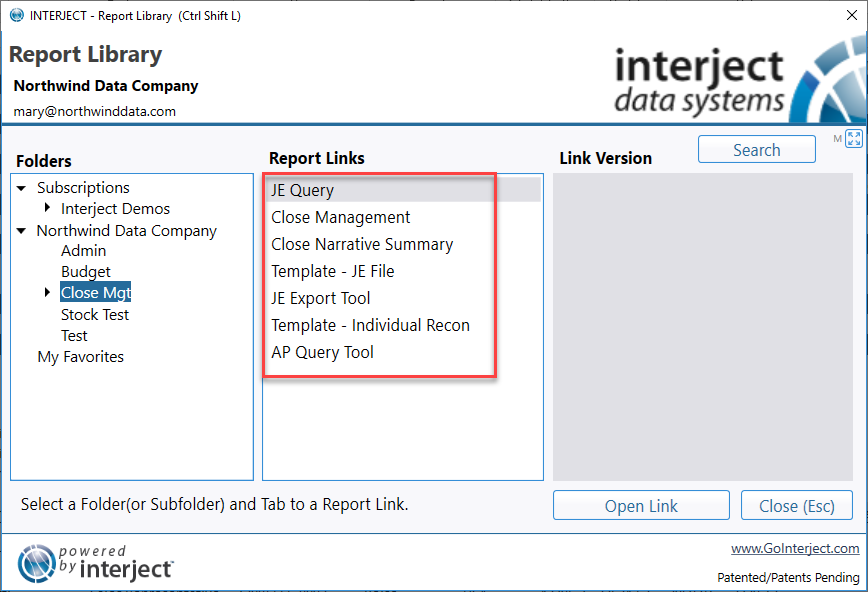 INTERJECT - Report Library (Ctrl Shift L)
Report Library
Northwind Data Company
mary@northwinddata.com
interject
data systems
Folders
Report Links
Link Version
Search
M
Subscriptions
Interject Demos
Northwind Data Company
Admin
Budget
Close Mgt
Stock Test
Test
My Favorites
JE Query
Close Management
Close Narrative Summary
Template - JE File
JE Export Tool
Template - Individual Recon
AP Query Tool
Select a Folder(or Subfolder) and Tab to a Report Link.
Open Link
Close (Esc)
powered
by interject™
www.GoInterject.com
Patented/Patents Pending